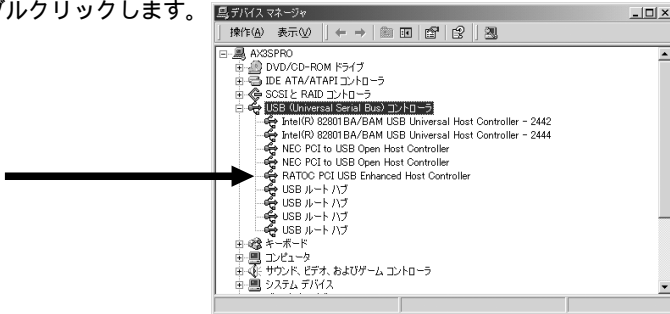 ブルクリックします。
デバイス マネージャ
操作(A) 表示(V)
AX3SPRO
DVD/CD-ROM ドライブ
IDE ATA/ATAPI コントローラ
SCSI と RAID コントローラ
USB (Universal Serial Bus) コントローラ
Intel(R) 82801BA/BAM USB Universal Host Controller - 2442
Intel(R) 82801BA/BAM USB Universal Host Controller - 2444
NEC PCI to USB Open Host Controller
NEC PCI to USB Open Host Controller
RATOC PCI USB Enhanced Host Controller
USB ルート ハブ
USB ルート ハブ
USB ルート ハブ
USB ルート ハブ
キーボード
コンピュータ
サウンド、ビデオ、およびゲーム コントローラ
システム デバイス